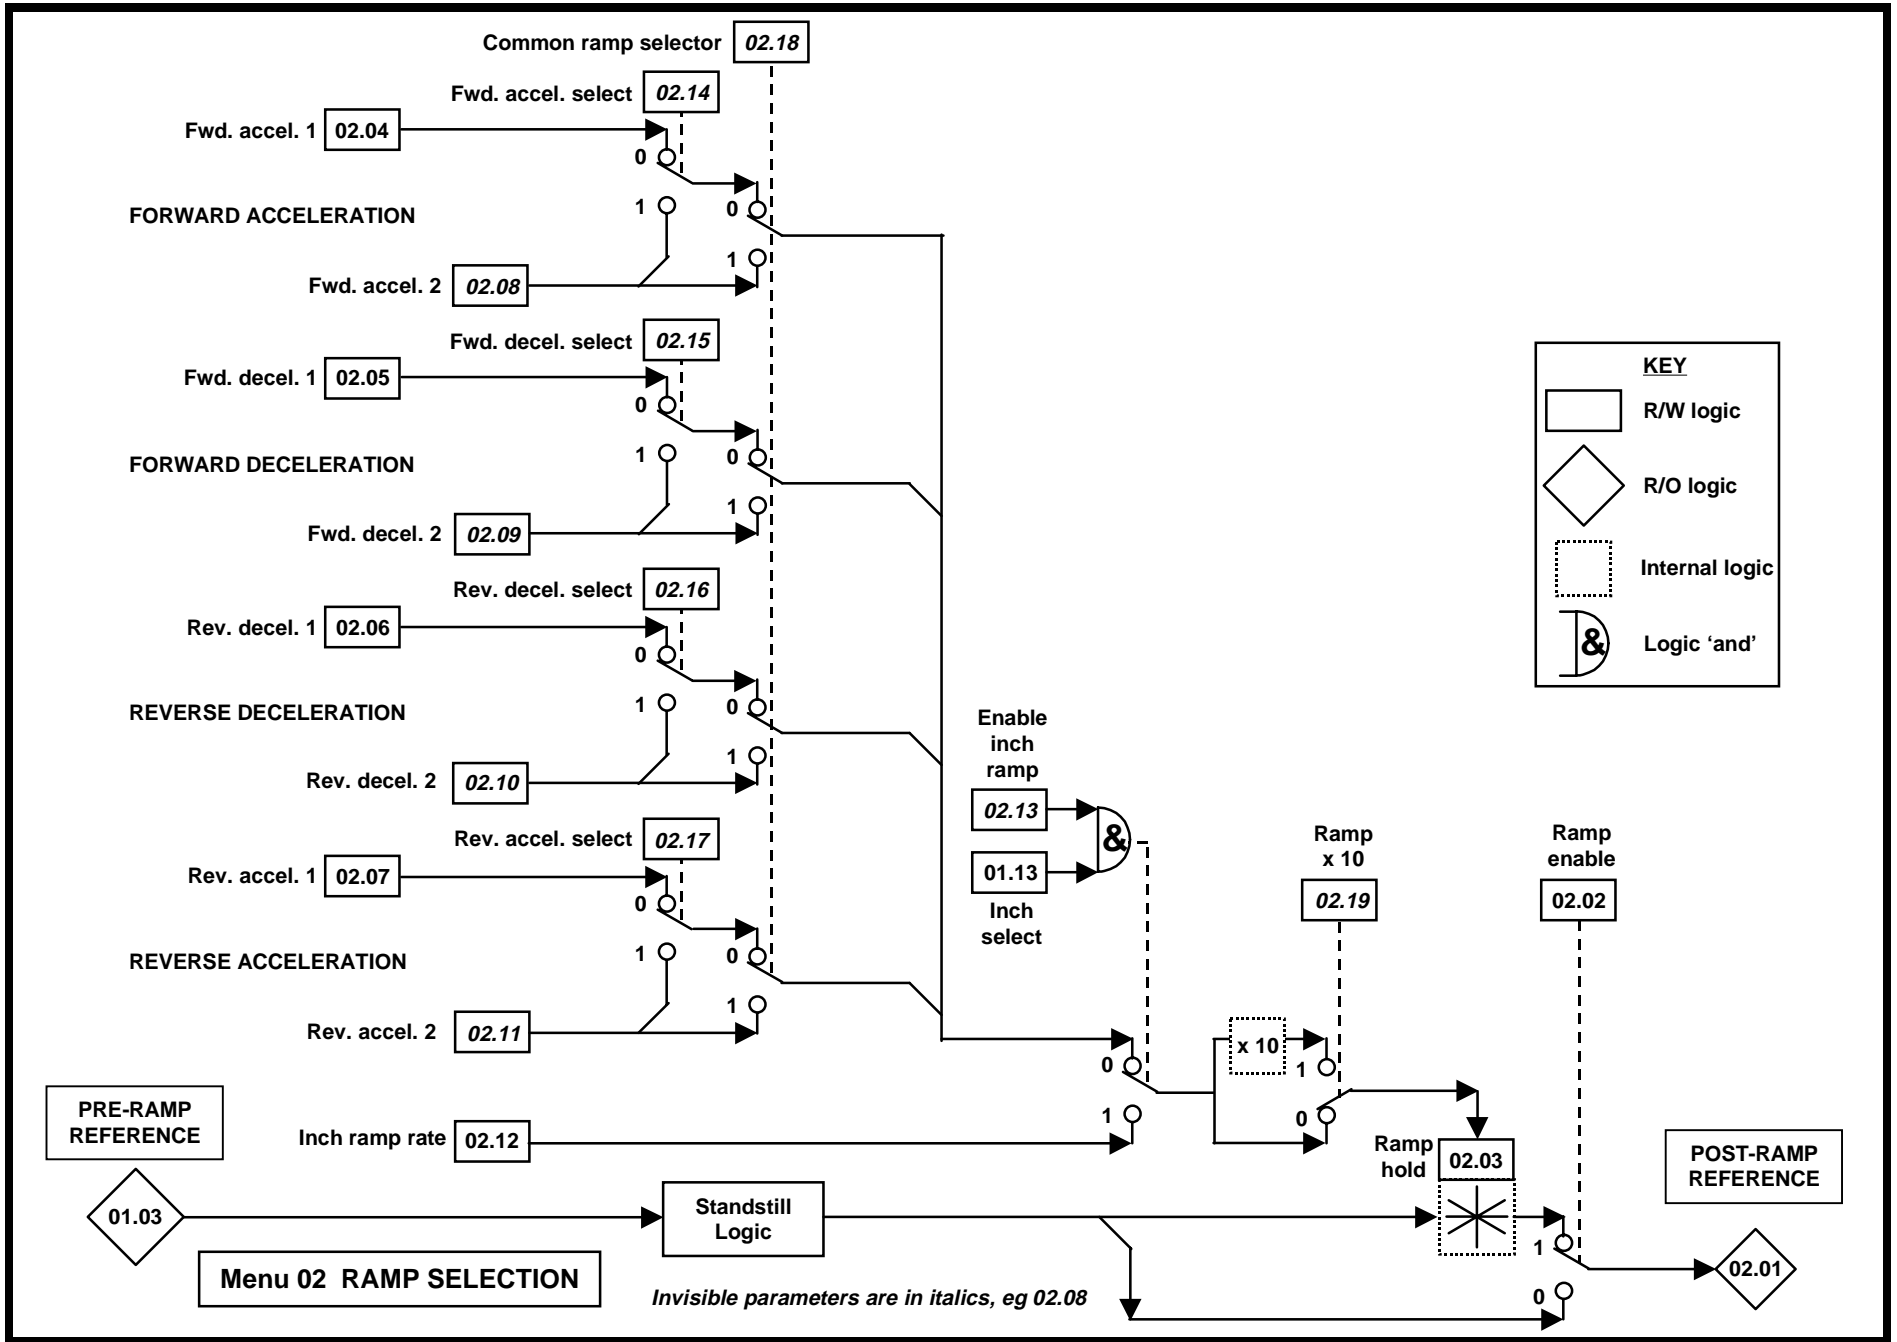 Common ramp selector 02.18
Fwd. accel. select 02.14
Fwd. accel. 1 02.04
0
1
0
FORWARD ACCELERATION
1
Fwd. accel. 2 02.08
Fwd. decel. select 02.15
Fwd. decel. 1 02.05
0
1
0
FORWARD DECELERATION
1
Fwd. decel. 2 02.09
Rev. decel. select 02.16
Rev. decel. 1 02.06
0
1
0
REVERSE DECELERATION
1
Rev. decel. 2 02.10
Rev. accel. select 02.17
Rev. accel. 1 02.07
0
1
0
REVERSE ACCELERATION
1
Rev. accel. 2 02.11
KEY
R/W logic
R/O logic
Internal logic
& Logic ‘and’
Enable
inch
ramp
02.13
&
01.13
Inch
select
Ramp
x 10
02.19
Ramp
enable
02.02
0
1
x 10
1
0
Inch ramp rate 02.12
Ramp
hold
02.03
PRE-RAMP
REFERENCE
01.03
Standstill
Logic
1
0
POST-RAMP
REFERENCE
02.01
Menu 02 RAMP SELECTION
Invisible parameters are in italics, eg 02.08